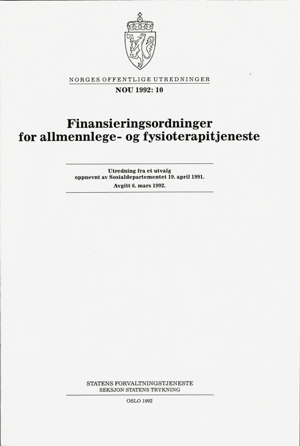 NORGES OFFENTLIGE UTREDNINGER
NOU 1992: 10
Finansieringsordninger
for allmennlege- og fysioterapitjeneste
Utredning fra et utvalg
oppnevnt av Sosialdepartementet 19. april 1991.
Avgitt 6. mars 1992.
STATENS FORVALTNINGSTJENESTE
SEKSJON STATENS TRYKNING
OSLO 1992